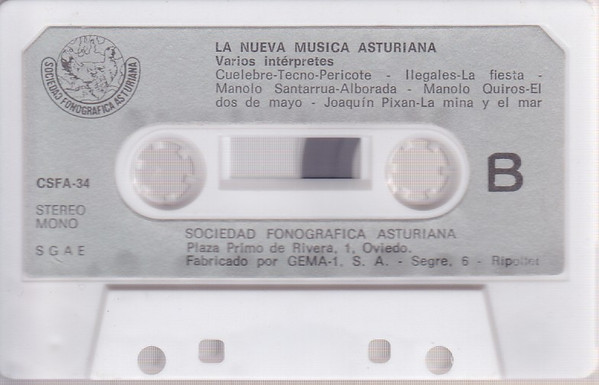 LA NUEVA MUSICA ASTURIANA
Varios intérpretes
Cuelebre-Tecno-Pericote - Ilegales-La fiesta -
Manolo Santarrua-Alborada - Manolo Quiros-El
dos de mayo - Joaquín Pixan-La mina y el mar
SOCIEDAD FONOGRAFICA ASTURIANA
B
CSFA-34
STEREO
MONO
SGAE
SOCIEDAD FONOGRAFICA ASTURIANA
Plaza Primo de Rivera, 1, Oviedo.
Fabricado por GEMA-1, S. A. - Segre, 6 - Ripollet